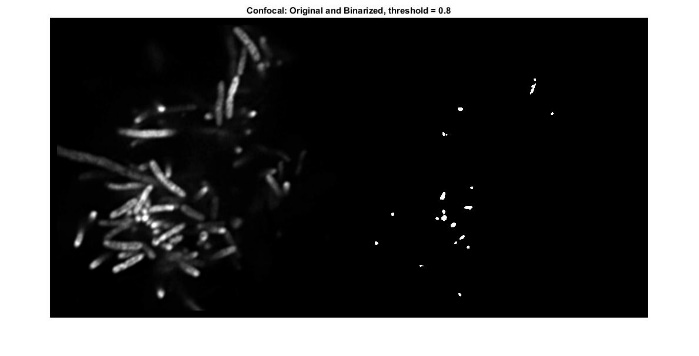 Confocal: Original and Binarized, threshold = 0.8